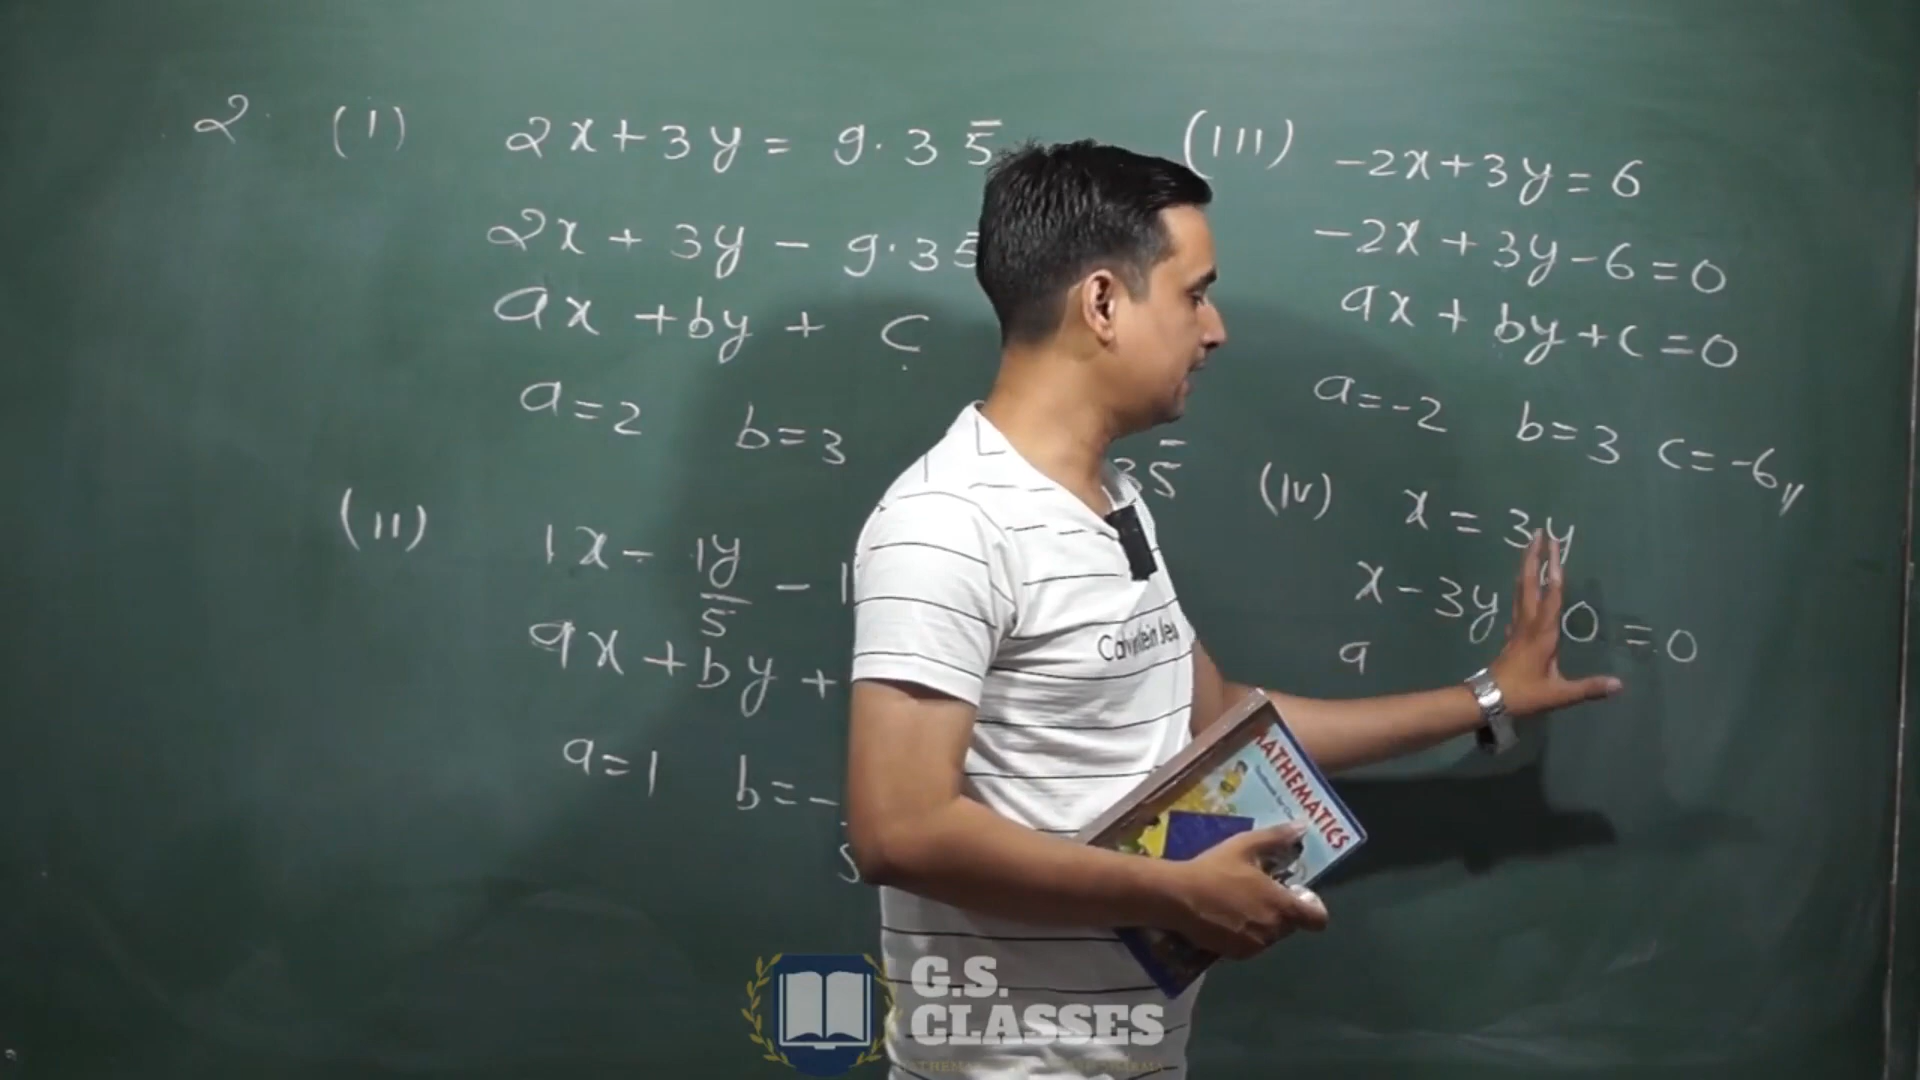 2. (I) 2x + 3y = 9.35̅
2x + 3y - 9.35
ax + by + c
a = 2 b = 3 35̅
(II) 1x - 1y/5 - 1
ax + by +
a = 1 b = -
5
(III) -2x + 3y = 6
-2x + 3y - 6 = 0
ax + by + c = 0
a = -2 b = 3 c = -6
(IV) x = 3y
x - 3y 0 = 0
a
Calvin Klein Jeans
MATHEMATICS
G.S.
CLASSES